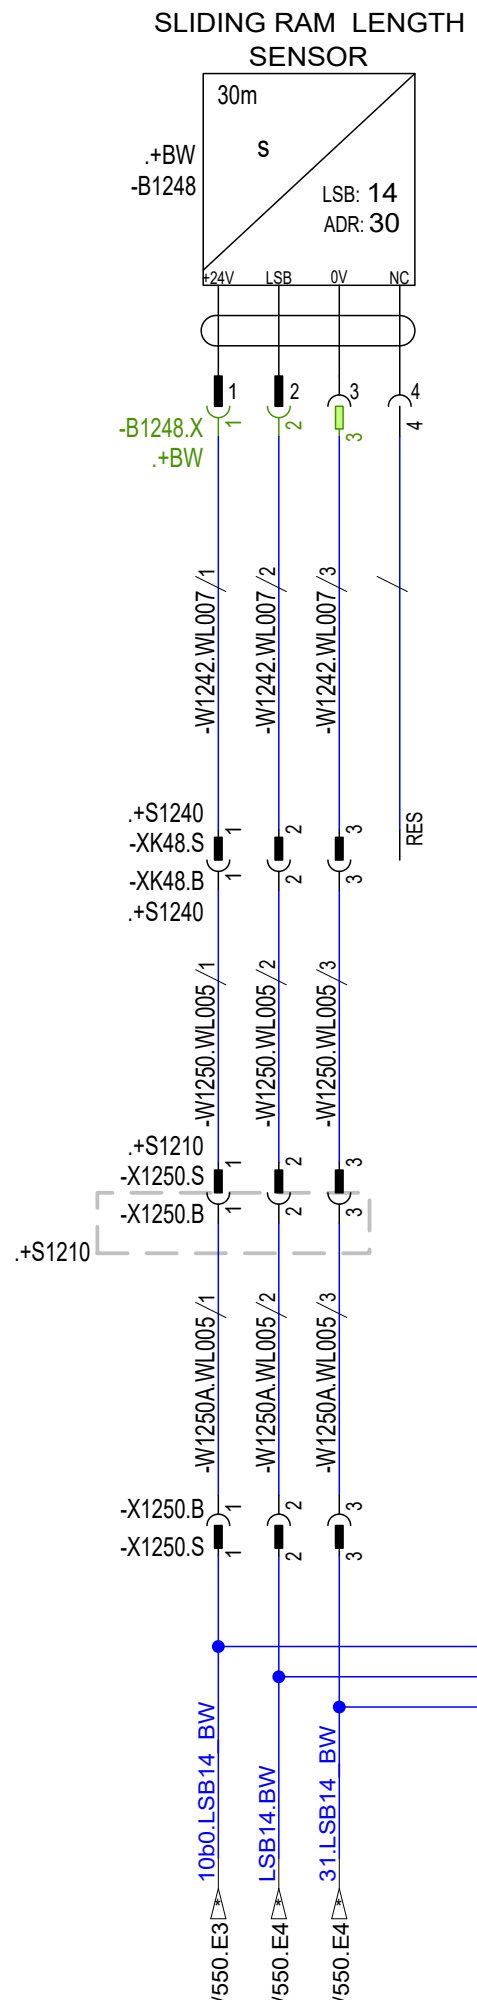 SLIDING RAM LENGTH
SENSOR
30m
S
.+BW
-B1248
LSB: 14
ADR: 30
+24V LSB 0V NC
1 2 3 4
-B1248.X 1 2 3 4
.+BW
-W1242.WL007 1
-W1242.WL007 2
-W1242.WL007 3
.+S1240
-XK48.S 1 2 3
RES
-XK48.B 1 2 3
.+S1240
-W1250.WL005 1
-W1250.WL005 2
-W1250.WL005 3
.+S1210
-X1250.S 1 2 3
-X1250.B 1 2 3
.+S1210
-W1250A.WL005 1
-W1250A.WL005 2
-W1250A.WL005 3
-X1250.B 1 2 3
-X1250.S 1 2 3
10b0.LSB14 BW
LSB14.BW
31.LSB14 BW
* * *
550.E3
550.E4
550.E4